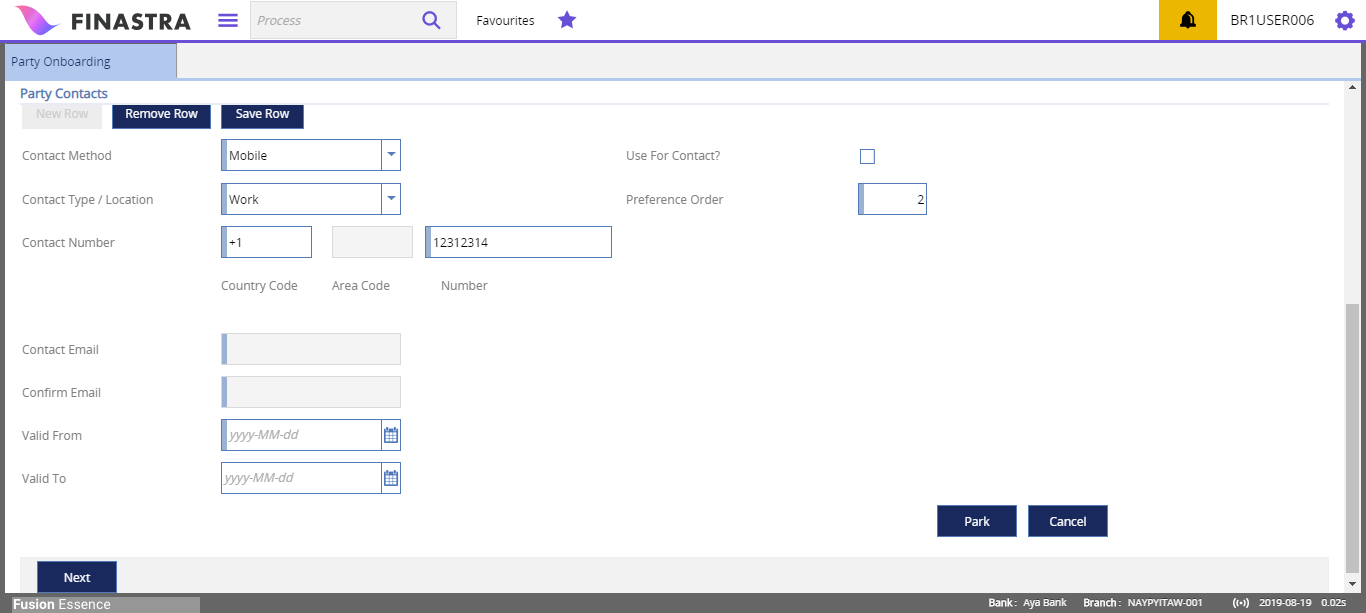 FINASTRA Process Favourites BR1USER006
Party Onboarding
Party Contacts
New Row Remove Row Save Row
Contact Method Mobile Use For Contact?
Contact Type / Location Work Preference Order 2
Contact Number +1 12312314
Country Code Area Code Number
Contact Email
Confirm Email
Valid From yyyy-MM-dd
Valid To yyyy-MM-dd
Park Cancel
Next
Fusion Essence Bank : Aya Bank Branch : NAYPYITAW-001 2019-08-19 0.02s